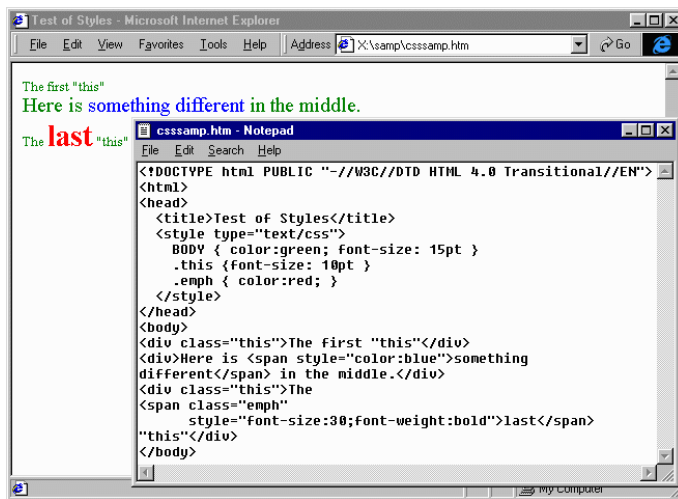 Test of Styles - Microsoft Internet Explorer
File Edit View Favorites Tools Help Address X:\samp\csssamp.htm Go
The first "this"
Here is something different in the middle.
The last "this"
csssamp.htm - Notepad
File Edit Search Help
<!DOCTYPE html PUBLIC "-//W3C//DTD HTML 4.0 Transitional//EN">
<html>
<head>
<title>Test of Styles</title>
<style type="text/css">
BODY { color:green; font-size: 15pt }
.this {font-size: 10pt }
.emph { color:red; }
</style>
</head>
<body>
<div class="this">The first "this"</div>
<div>Here is <span style="color:blue">something
different</span> in the middle.</div>
<div class="this">The
<span class="emph"
style="font-size:30;font-weight:bold">last</span>
"this"</div>
</body>
My Computer